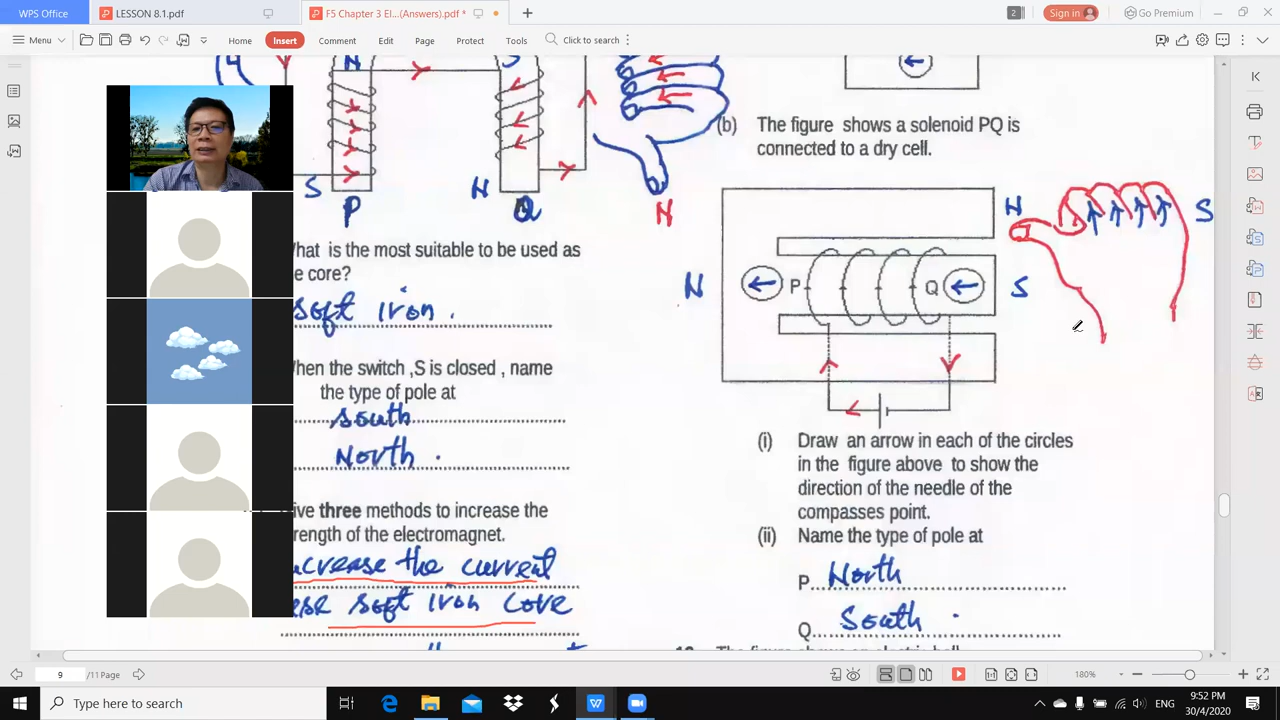 WPS Office
LESSON 8.1.pdf
F5 Chapter 3 El...(Answers).pdf *
+
2
Sign in
Go Premium
Menu
Home
Insert
Comment
Edit
Page
Protect
Tools
Click to search
N
S
S
P
N
Q
N
What is the most suitable to be used as
e core?
soft iron.
When the switch ,S is closed , name
the type of pole at
south
North.
ive three methods to increase the
rength of the electromagnet.
ncrease the current
soft iron core
(b) The figure shows a solenoid PQ is
connected to a dry cell.
N
S
N
P
Q
S
(i) Draw an arrow in each of the circles
in the figure above to show the
direction of the needle of the
compasses point.
(ii) Name the type of pole at
P North
Q South .
9
/11 Page
180%
Type here to search
9:52 PM
30/4/2020